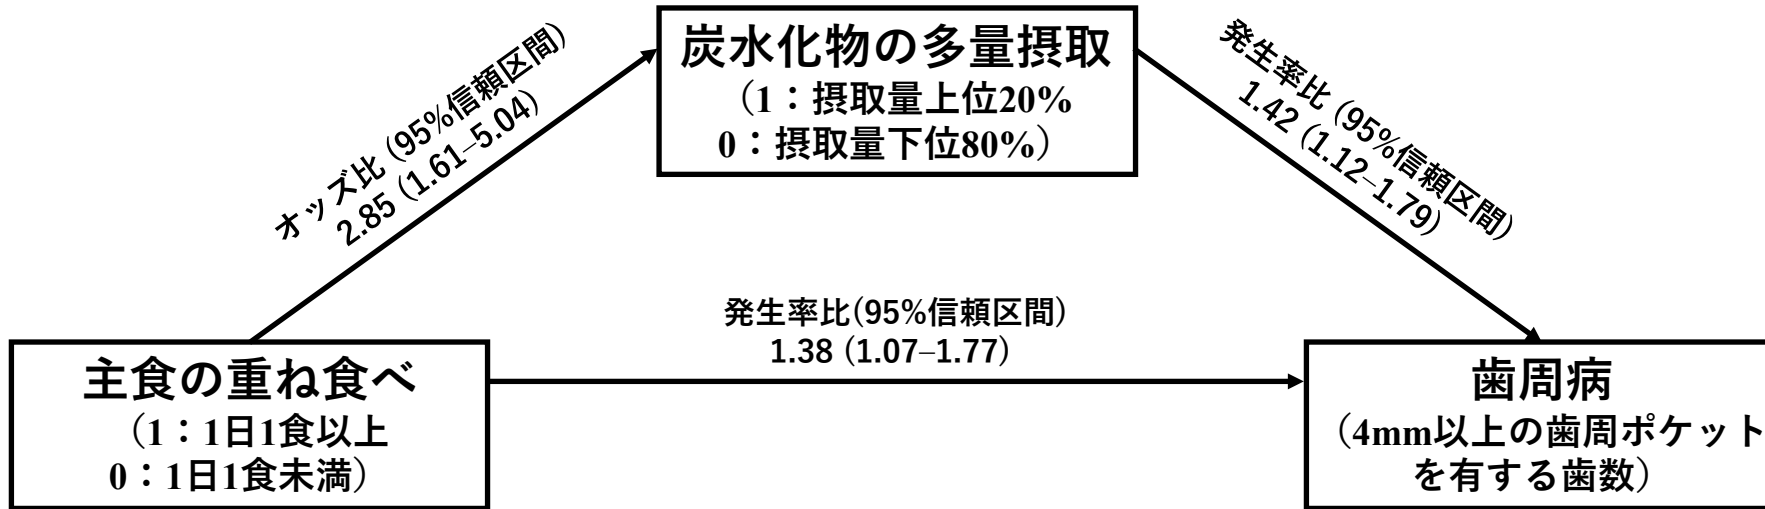 炭水化物の多量摂取
（1：摂取量上位20%
0：摂取量下位80%）
オッズ比 (95%信頼区間)
2.85 (1.61–5.04)
発生率比 (95%信頼区間)
1.42 (1.12–1.79)
発生率比(95%信頼区間)
1.38 (1.07–1.77)
主食の重ね食べ
（1：1日1食以上
0：1日1食未満）
歯周病
（4mm以上の歯周ポケット
を有する歯数）